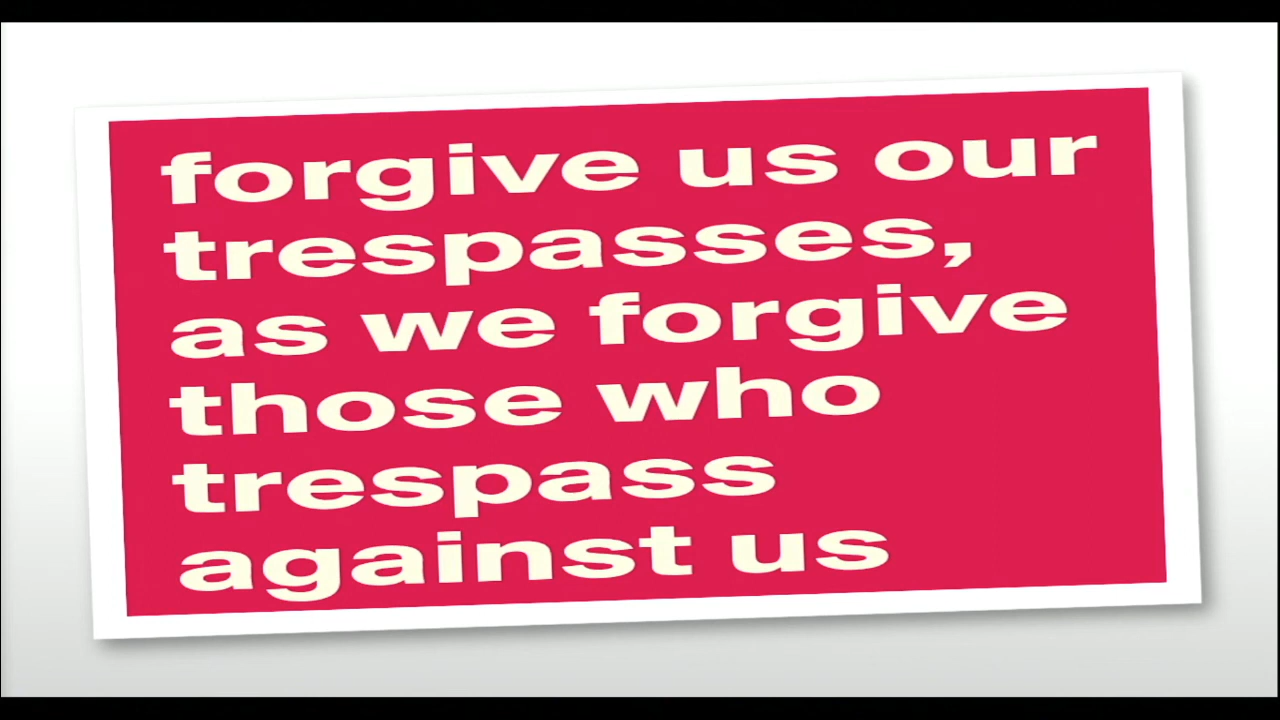 forgive us our
trespasses,
as we forgive
those who
trespass
against us